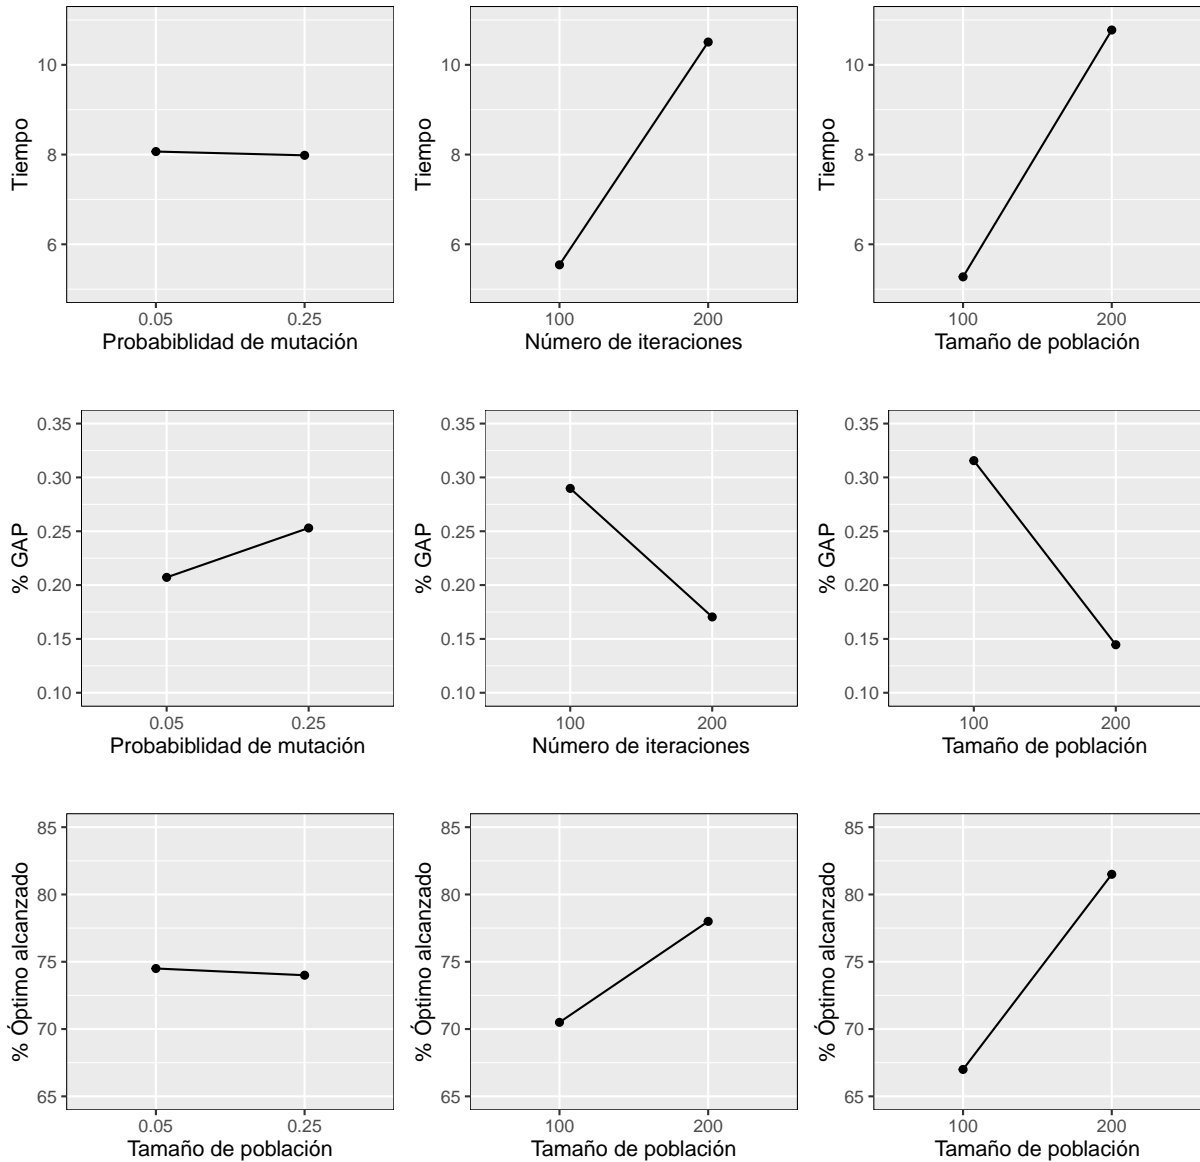 Tiempo
10
8
6
0.05 0.25
Probabiblidad de mutación
Tiempo
10
8
6
100 200
Número de iteraciones
Tiempo
10
8
6
100 200
Tamaño de población
% GAP
0.35
0.30
0.25
0.20
0.15
0.10
0.05 0.25
Probabiblidad de mutación
% GAP
0.35
0.30
0.25
0.20
0.15
0.10
100 200
Número de iteraciones
% GAP
0.35
0.30
0.25
0.20
0.15
0.10
100 200
Tamaño de población
% Óptimo alcanzado
85
80
75
70
65
0.05 0.25
Tamaño de población
% Óptimo alcanzado
85
80
75
70
65
100 200
Tamaño de población
% Óptimo alcanzado
85
80
75
70
65
100 200
Tamaño de población